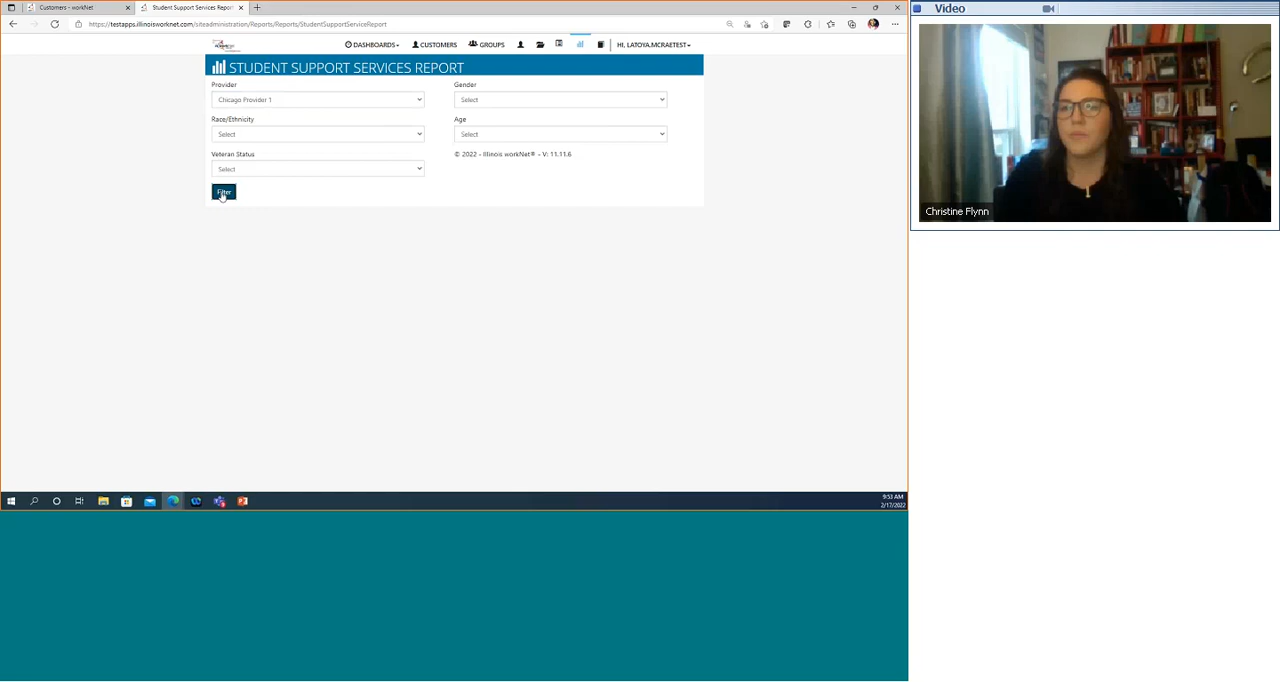 Customers - workNet
Student Support Services Report
https://testapps.illinoisworknet.com/siteadministration/Reports/Reports/StudentSupportServiceReport
DASHBOARDS
CUSTOMERS
GROUPS
HI, LATOYA.MCRAETEST
STUDENT SUPPORT SERVICES REPORT
Provider
Chicago Provider 1
Gender
Select
Race/Ethnicity
Select
Age
Select
Veteran Status
Select
© 2022 - Illinois workNet® - V: 11.11.6
Filter
9:53 AM
2/17/2022
Video
Christine Flynn